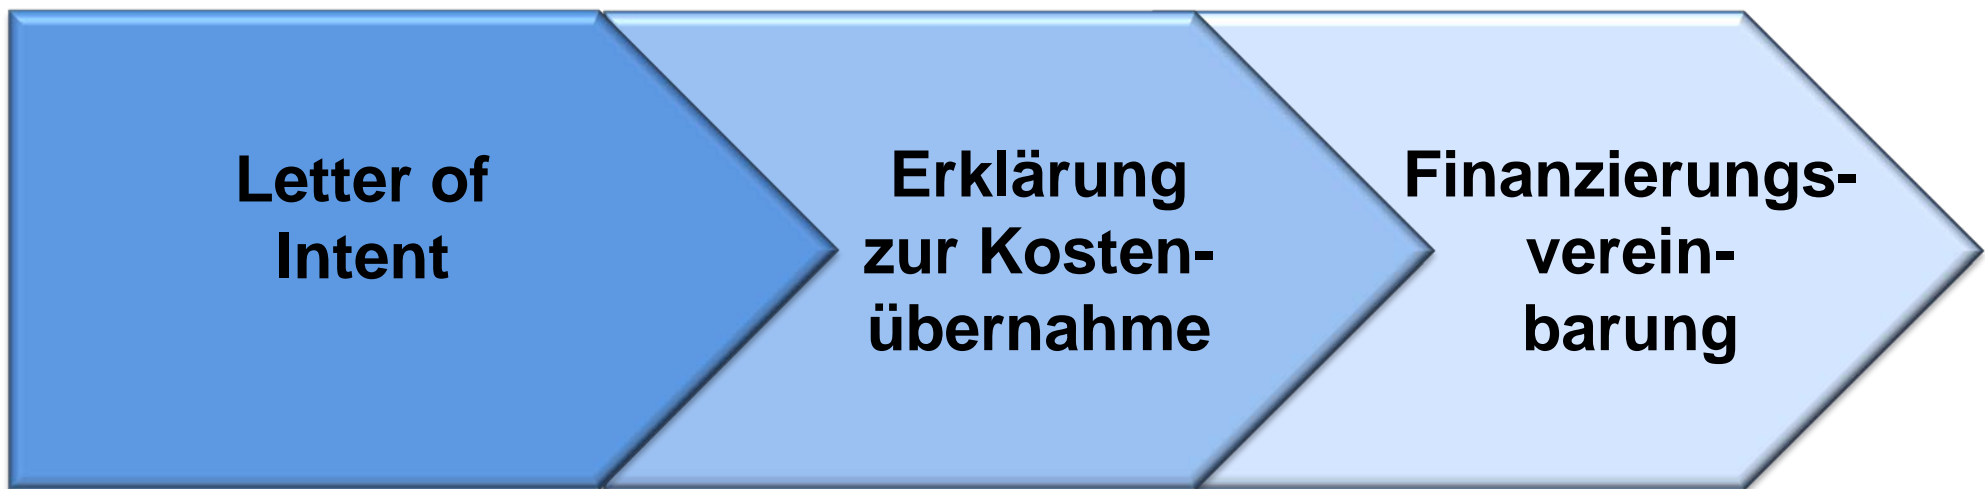 Letter of
Intent
Erklärung
zur Kosten-
übernahme
Finanzierungs-
verein-
barung